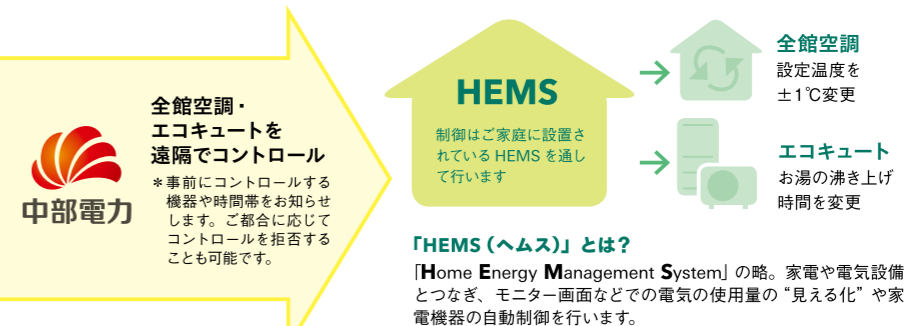 中部電力
全館空調・
エコキュートを
遠隔でコントロール
＊事前にコントロールする
機器や時間帯をお知らせ
します。ご都合に応じて
コントロールを拒否する
ことも可能です。
HEMS
制御はご家庭に設置さ
れている HEMS を通し
て行います
全館空調
設定温度を
±1℃変更
エコキュート
お湯の沸き上げ
時間を変更
「HEMS（ヘムス）」とは？
「Home Energy Management System」の略。家電や電気設備
とつなぎ、モニター画面などでの電気の使用量の“見える化”や家
電機器の自動制御を行います。